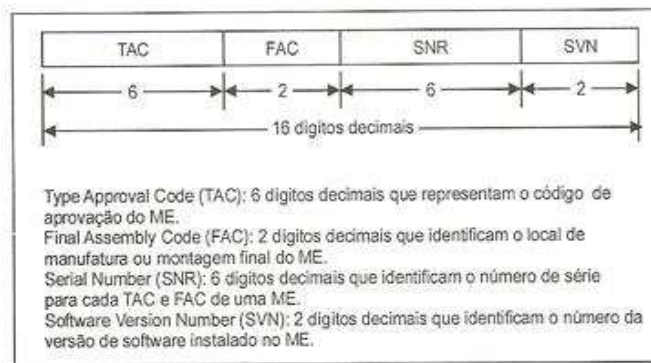 TAC FAC SNR SVN
6 2 6 2
16 digitos decimais
Type Approval Code (TAC): 6 digitos decimais que representam o código de
aprovação do ME.
Final Assembly Code (FAC): 2 digitos decimais que identificam o local de
manufatura ou montagem final do ME.
Serial Number (SNR): 6 digitos decimais que identificam o número de série
para cada TAC e FAC de uma ME.
Software Version Number (SVN): 2 digitos decimais que identificam o número da
versão de software instalado no ME.